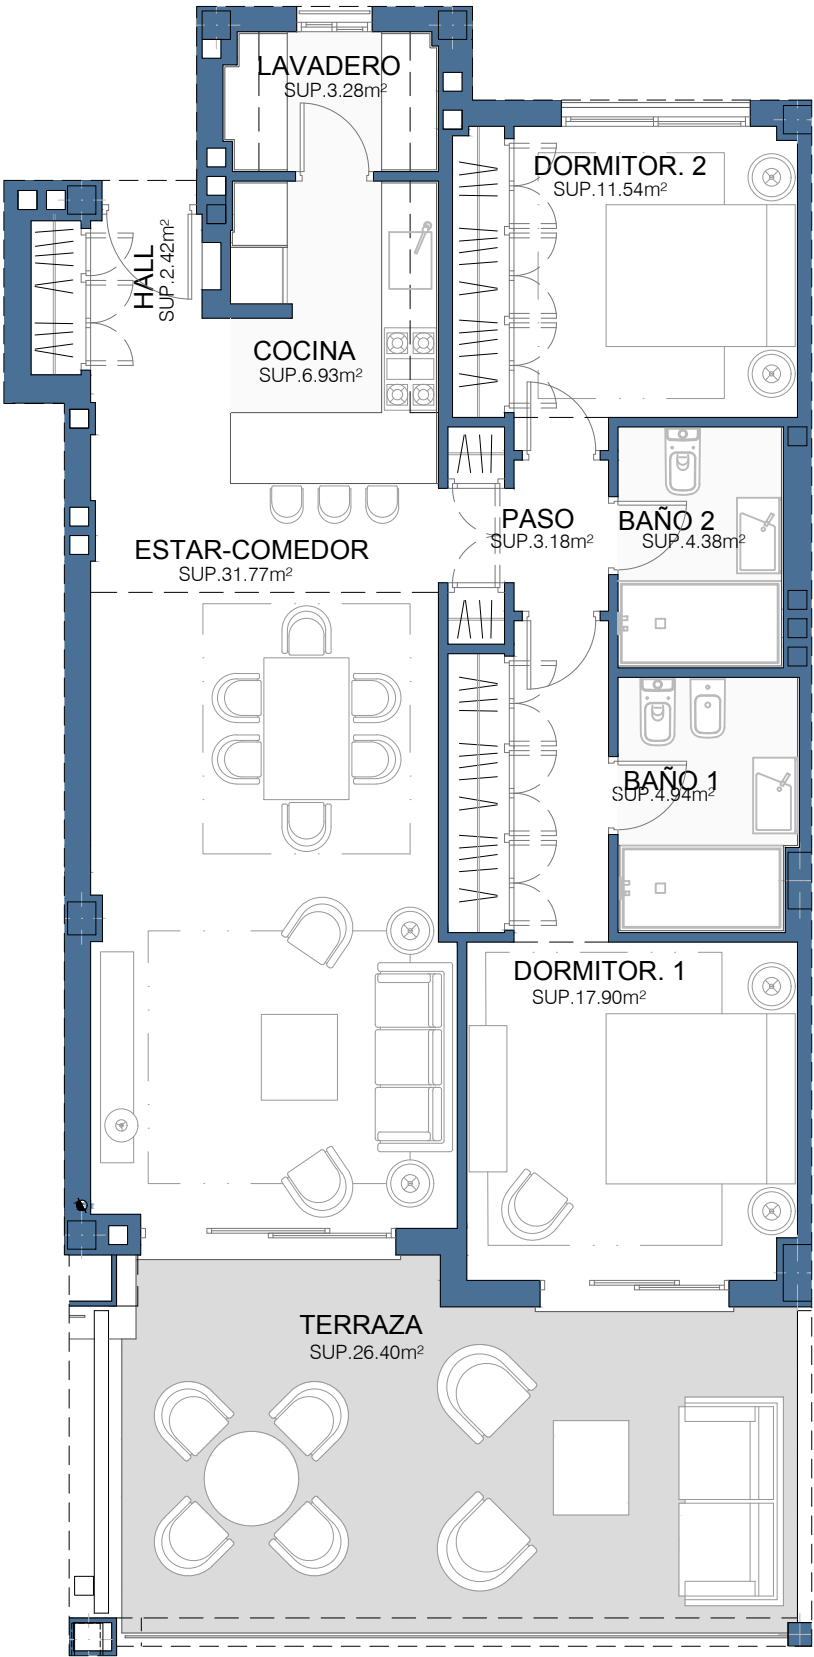 LAVADERO
SUP.3.28m²
DORMITOR. 2
SUP.11.54m²
HALL
SUP.2.42m²
COCINA
SUP.6.93m²
PASO
SUP.3.18m²
BAÑO 2
SUP.4.38m²
ESTAR-COMEDOR
SUP.31.77m²
BAÑO 1
SUP.4.94m²
DORMITOR. 1
SUP.17.90m²
TERRAZA
SUP.26.40m²